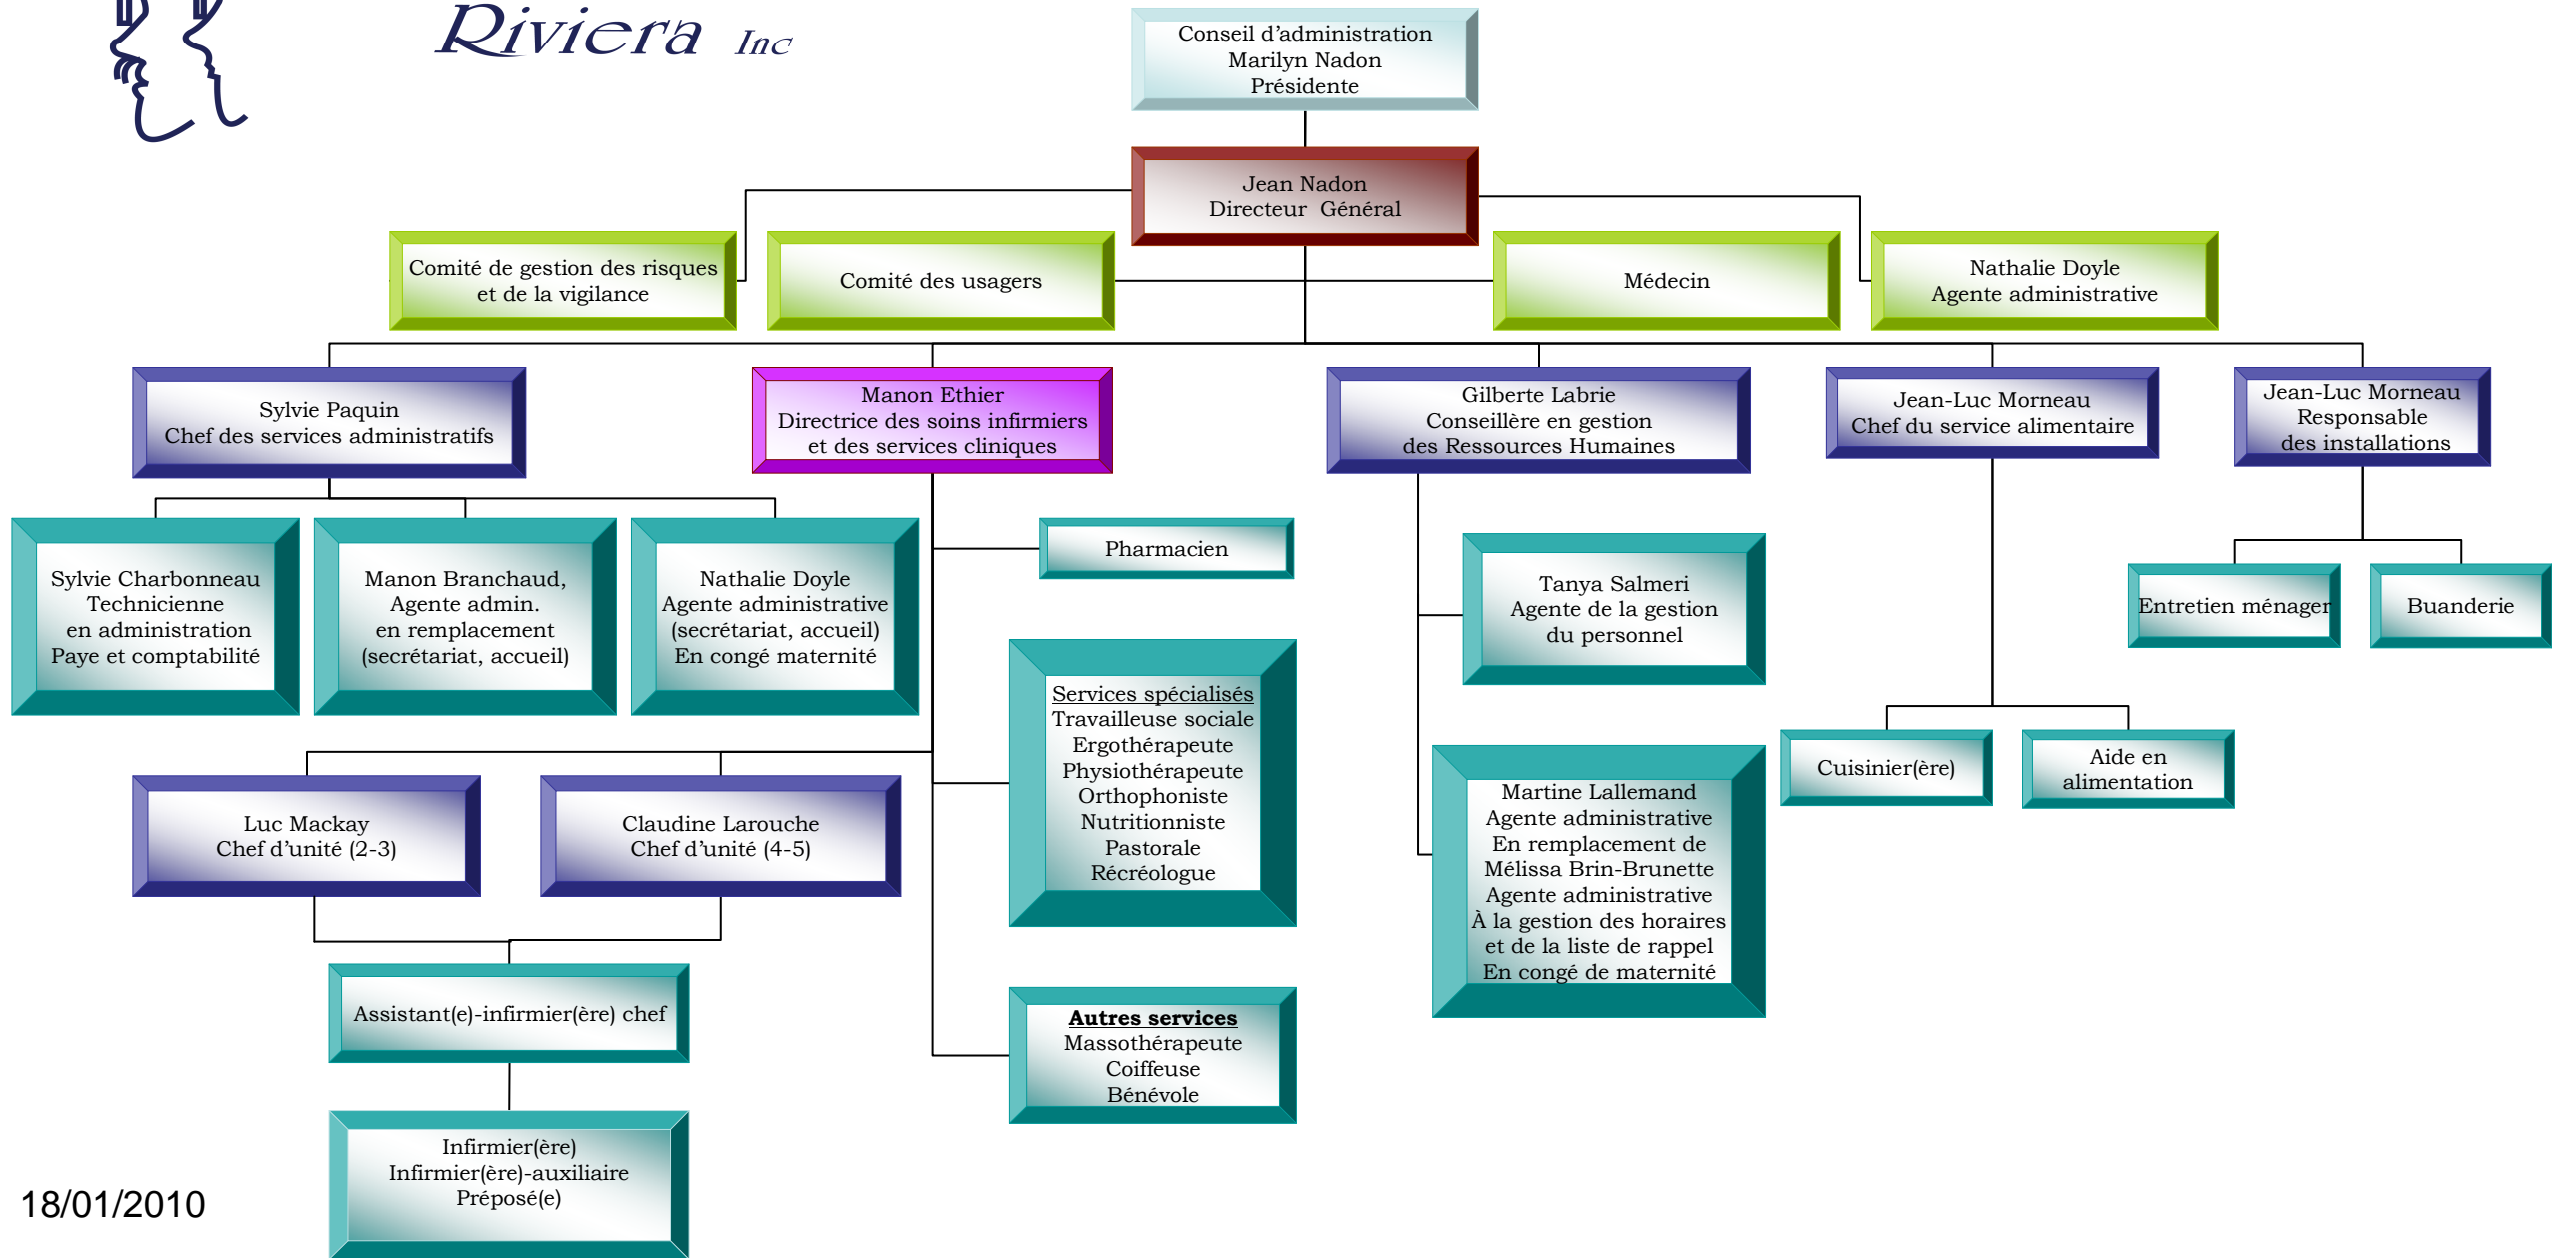 Riviera Inc
Conseil d'administration
Marilyn Nadon
Présidente
Jean Nadon
Directeur Général
Comité de gestion des risques
et de la vigilance
Comité des usagers
Médecin
Nathalie Doyle
Agente administrative
Sylvie Paquin
Chef des services administratifs
Manon Ethier
Directrice des soins infirmiers
et des services cliniques
Gilberte Labrie
Conseillère en gestion
des Ressources Humaines
Jean-Luc Morneau
Chef du service alimentaire
Jean-Luc Morneau
Responsable
des installations
Sylvie Charbonneau
Technicienne
en administration
Paye et comptabilité
Manon Branchaud,
Agente admin.
en remplacement
(secrétariat, accueil)
Nathalie Doyle
Agente administrative
(secrétariat, accueil)
En congé maternité
Pharmacien
Tanya Salmeri
Agente de la gestion
du personnel
Entretien ménager
Buanderie
Services spécialisés
Travailleuse sociale
Ergothérapeute
Physiothérapeute
Orthophoniste
Nutritionniste
Pastorale
Récréologue
Cuisinier(ère)
Aide en
alimentation
Luc Mackay
Chef d'unité (2-3)
Claudine Larouche
Chef d'unité (4-5)
Martine Lallemand
Agente administrative
En remplacement de
Mélissa Brin-Brunette
Agente administrative
À la gestion des horaires
et de la liste de rappel
En congé de maternité
Assistant(e)-infirmier(ère) chef
Autres services
Massothérapeute
Coiffeuse
Bénévole
Infirmier(ère)
Infirmier(ère)-auxiliaire
Préposé(e)
18/01/2010